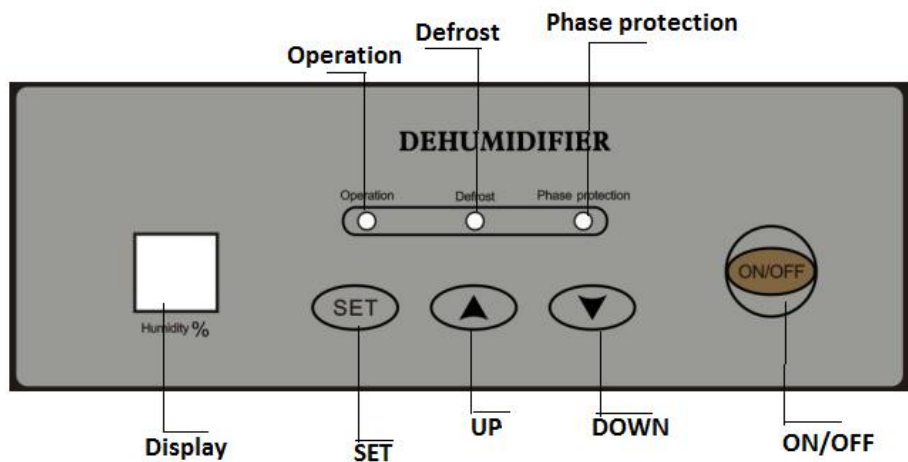 Operation
Defrost
Phase protection
DEHUMIDIFIER
Operation
Defrost
Phase protection
ON/OFF
SET
Humidity %
Display
SET
UP
DOWN
ON/OFF